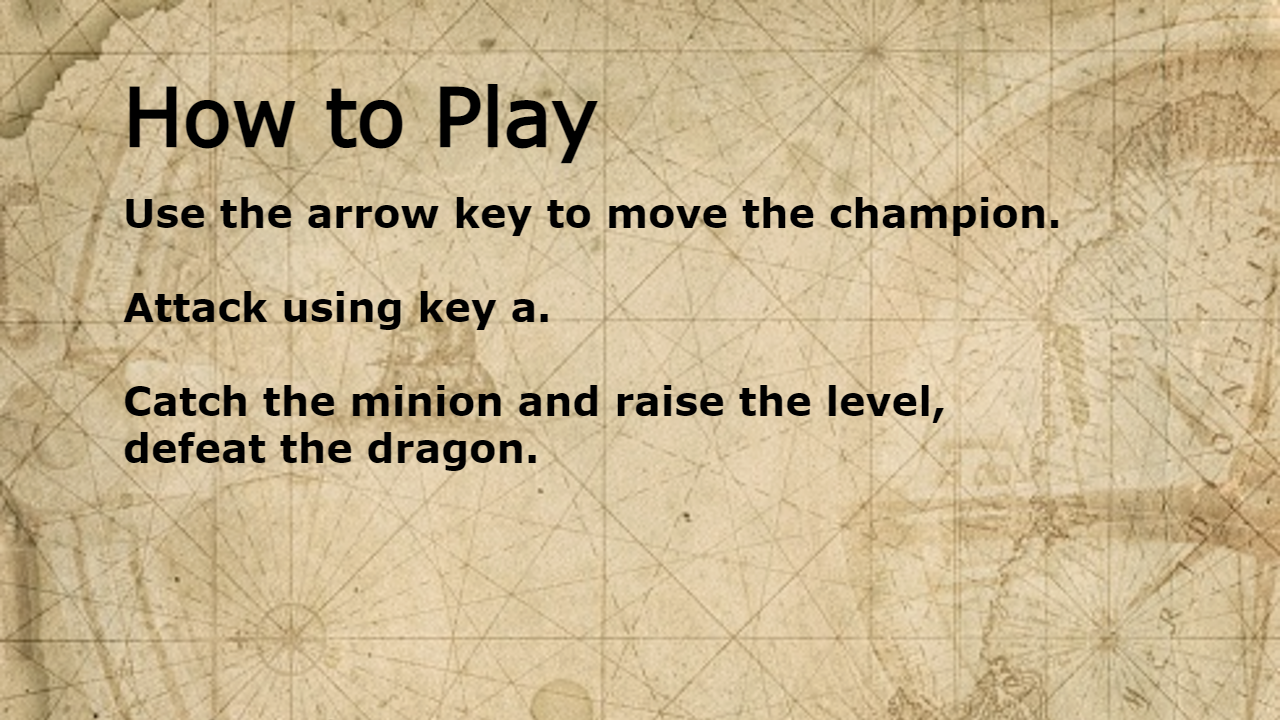 How to Play
Use the arrow key to move the champion.
Attack using key a.
Catch the minion and raise the level,
defeat the dragon.